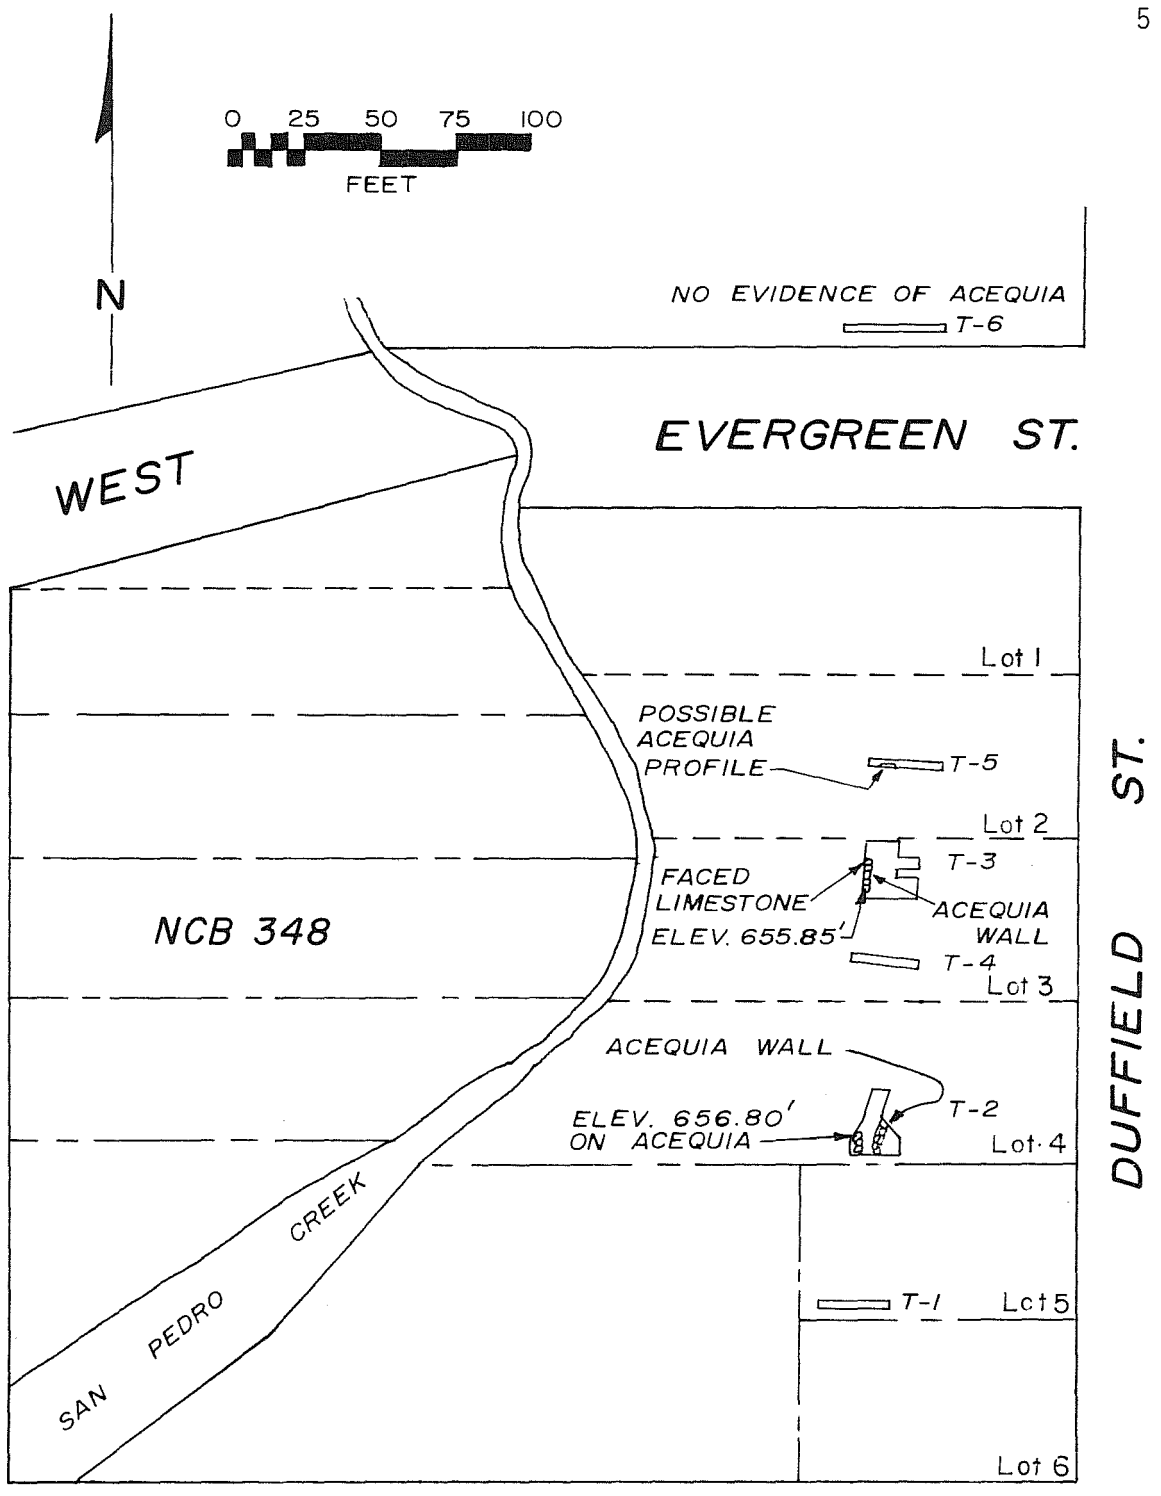 5
0 25 50 75 100
FEET
N
NO EVIDENCE OF ACEQUIA
T-6
WEST
EVERGREEN ST.
Lot 1
POSSIBLE
ACEQUIA
PROFILE
T-5
Lot 2
T-3
FACED
LIMESTONE
ACEQUIA
WALL
ELEV. 655.85'
NCB 348
T-4
Lot 3
ACEQUIA WALL
T-2
ELEV. 656.80'
ON ACEQUIA
Lot. 4
DUFFIELD ST.
SAN PEDRO CREEK
T-1
Lot 5
Lot 6